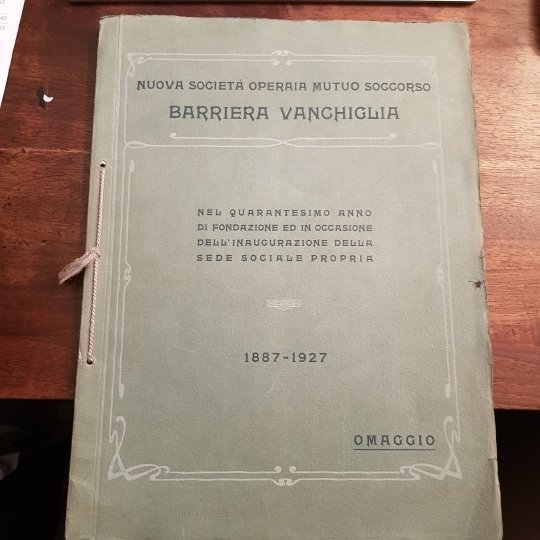 NUOVA SOCIETÀ OPERAIA MUTUO SOCCORSO
BARRIERA VANCHIGLIA
NEL QUARANTESIMO ANNO
DI FONDAZIONE ED IN OCCASIONE
DELL'INAUGURAZIONE DELLA
SEDE SOCIALE PROPRIA
1887-1927
OMAGGIO